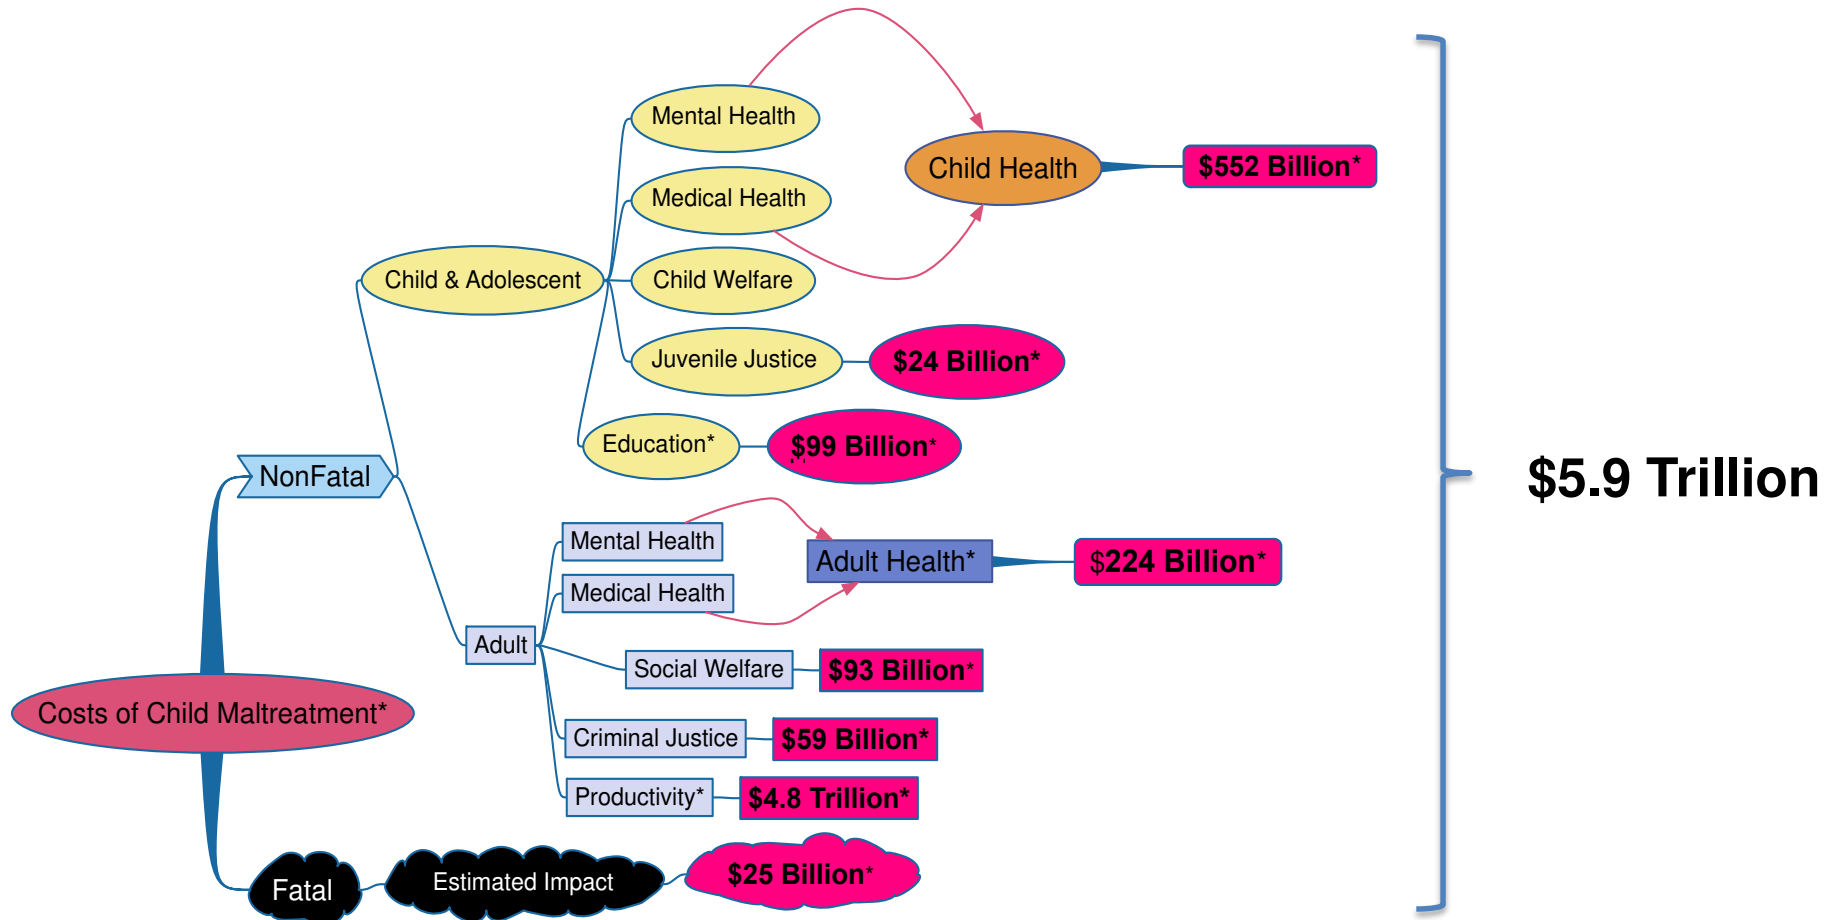 Mental Health
Child Health
$552 Billion*
Medical Health
Child & Adolescent
Child Welfare
Juvenile Justice
$24 Billion*
Education*
$99 Billion*
NonFatal
$5.9 Trillion
Mental Health
Adult Health*
$224 Billion*
Medical Health
Adult
Social Welfare
$93 Billion*
Costs of Child Maltreatment*
Criminal Justice
$59 Billion*
Productivity*
$4.8 Trillion*
Fatal
Estimated Impact
$25 Billion*